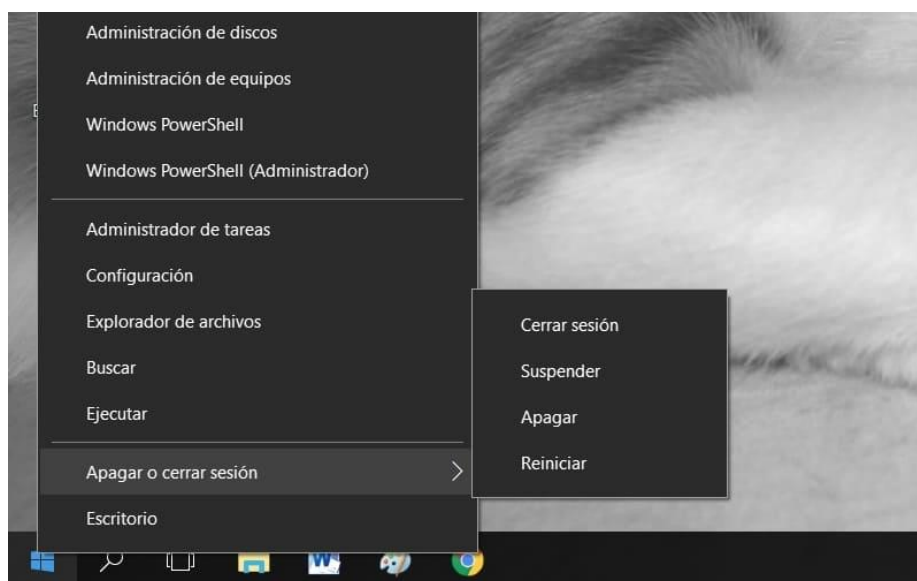 Administración de discos
Administración de equipos
Windows PowerShell
Windows PowerShell (Administrador)
Administrador de tareas
Configuración
Explorador de archivos
Buscar
Ejecutar
Apagar o cerrar sesión
Escritorio
Cerrar sesión
Suspender
Apagar
Reiniciar